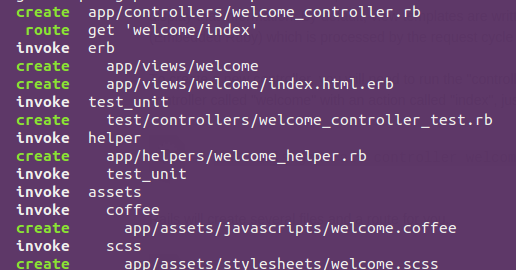 create  app/controllers/welcome_controller.rb
route  get 'welcome/index'
invoke  erb
create    app/views/welcome
create    app/views/welcome/index.html.erb
invoke  test_unit
create    test/controllers/welcome_controller_test.rb
invoke  helper
create    app/helpers/welcome_helper.rb
invoke    test_unit
invoke  assets
invoke    coffee
create      app/assets/javascripts/welcome.coffee
invoke    scss
create      app/assets/stylesheets/welcome.scss